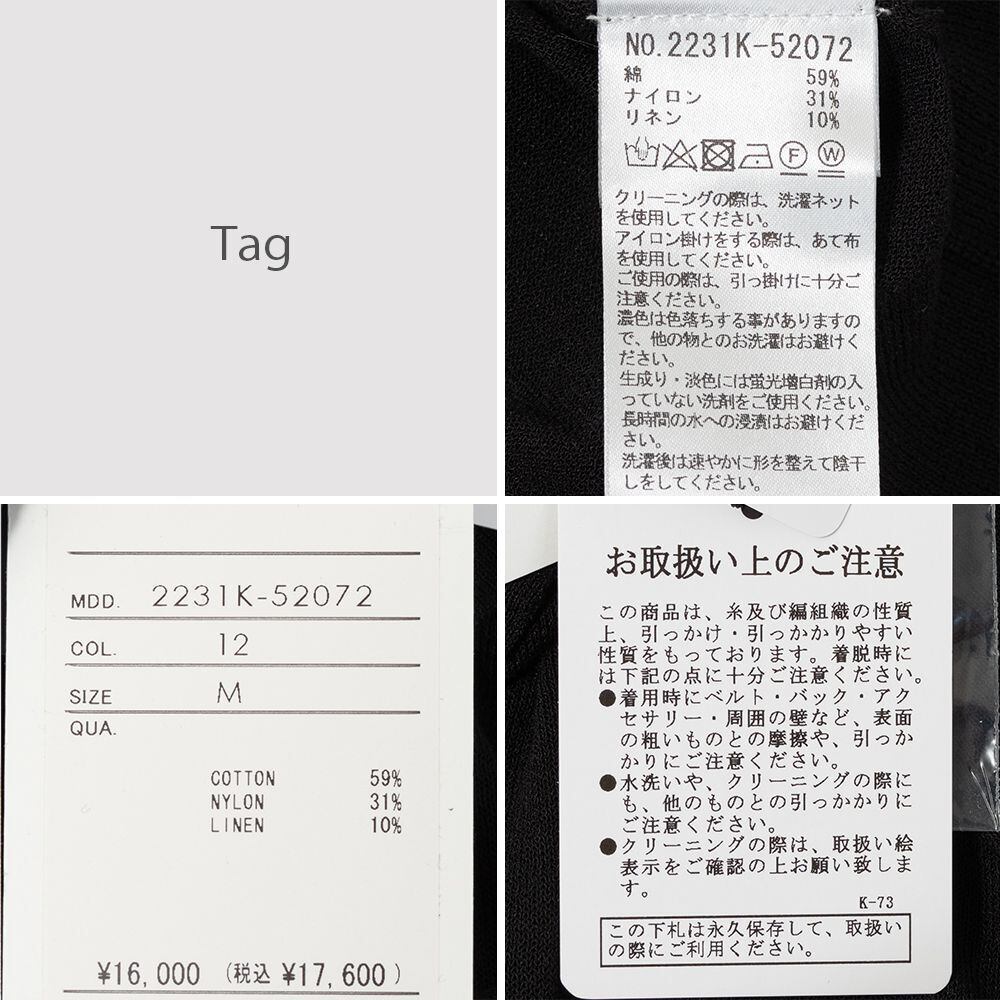 Tag
NO.2231K-52072
綿 59%
ナイロン 31%
リネン 10%
F W
クリーニングの際は、洗濯ネット
を使用してください。
アイロン掛けをする際は、あて布
を使用してください。
ご使用の際は、引っ掛けに十分ご
注意ください。
濃色は色落ちする事がありますの
で、他の物とのお洗濯はお避けく
ださい。
生成り・淡色には蛍光増白剤の入
っていない洗剤をご使用ください。
長時間の水への浸漬はお避けくだ
さい。
洗濯後は速やかに形を整えて陰干
しをしてください。
MDD. 2231K-52072
COL. 12
SIZE M
QUA.
COTTON 59%
NYLON 31%
LINEN 10%
¥16,000 (税込 ¥17,600)
お取扱い上のご注意
この商品は、糸及び編組織の性質
上、引っかけ・引っかかりやすい
性質をもっております。着脱時に
は下記の点に十分ご注意ください。
●着用時にベルト・バック・アク
セサリー・周囲の壁など、表面
の粗いものとの摩擦や、引っか
かりにご注意ください。
●水洗いや、クリーニングの際に
も、他のものとの引っかかりに
ご注意ください。
●クリーニングの際は、取扱い絵
表示をご確認の上お願い致しま
す。
K-73
この下札は永久保存して、取扱い
の際にご利用ください。